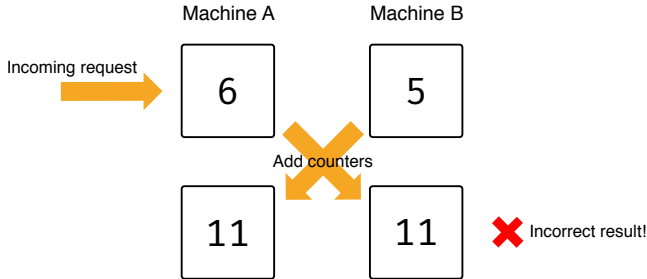 Machine A
Machine B
Incoming request
6
5
Add counters
11
11
Incorrect result!